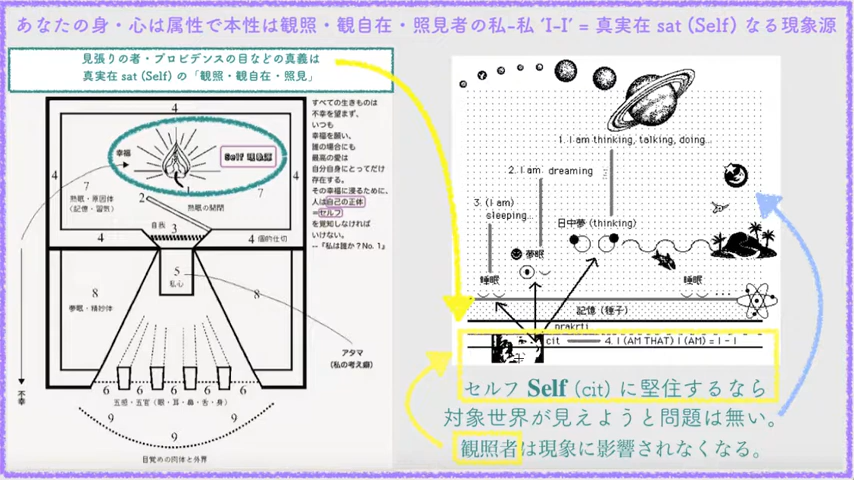 あなたの身・心は属性で本性は観照・観自在・照見者の私-私 ‘I-I’ = 真実在 sat (Self) なる現象源
見張りの者・プロビデンスの目などの真義は
真実在 sat (Self) の「観照・観自在・照見」
4
幸福
Self 現象源
1
4
4
7
熟眠・原因体
(記憶・習気)
2
熟眠の開閉
7
自我
3
4
4 個的仕切
5
私心
8
夢眠・精妙体
8
アタマ
(私の考え癖)
6
6
6
6
6
五感・五官 (眼・耳・鼻・舌・身)
9
9
9
目覚めの肉体と外界
不幸
すべての生きものは
不幸を望まず、
いつも
幸福を願い、
誰の場合にも
最高の愛は
自分自身にとってだけ
存在する。
その幸福に浸るために、
人は自己の正体
=セルフ
を覚知しなければ
いけない。
--『私は誰か?No. 1』
1. I am thinking, talking, doing...
2. I am dreaming
3. (I am)
sleeping...
日中夢 (thinking)
夢眠
睡眠
睡眠
記憶 (種子)
prakrti
cit
4. I (AM THAT) I (AM) = I - I
セルフ Self (cit) に堅住するなら
対象世界が見えようと問題は無い。
観照者は現象に影響されなくなる。